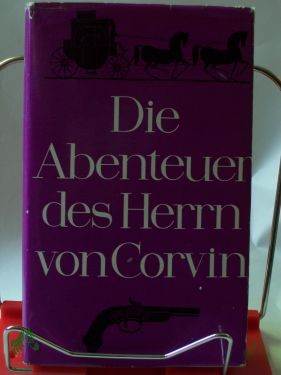 Die
Abenteuer
des Herrn
von Corvin